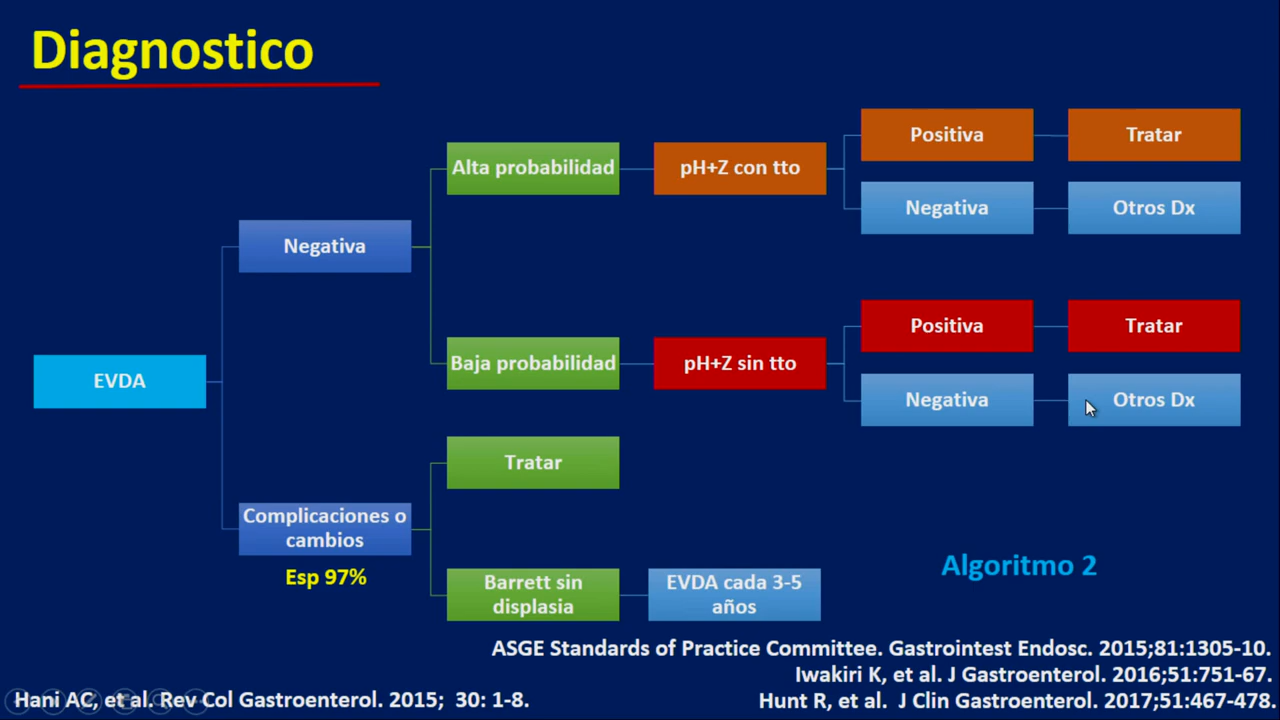 Diagnostico
Alta probabilidad
pH+Z con tto
Positiva
Tratar
Negativa
Otros Dx
Negativa
EVDA
Baja probabilidad
pH+Z sin tto
Positiva
Tratar
Negativa
Otros Dx
Tratar
Complicaciones o
cambios
Esp 97%
Barrett sin
displasia
EVDA cada 3-5
años
Algoritmo 2
ASGE Standards of Practice Committee. Gastrointest Endosc. 2015;81:1305-10.
Iwakiri K, et al. J Gastroenterol. 2016;51:751-67.
Hani AC, et al. Rev Col Gastroenterol. 2015; 30: 1-8.
Hunt R, et al. J Clin Gastroenterol. 2017;51:467-478.